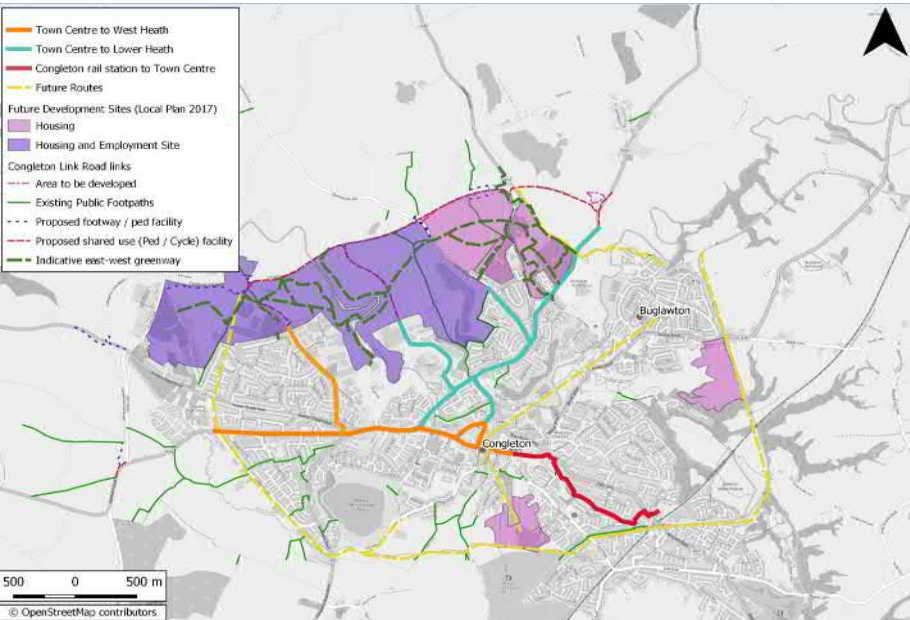 Town Centre to West Heath
Town Centre to Lower Heath
Congleton rail station to Town Centre
Future Routes
Future Development Sites (Local Plan 2017)
Housing
Housing and Employment Site
Congleton Link Road links
Area to be developed
Existing Public Footpaths
Proposed footway / ped facility
Proposed shared use (Ped / Cycle) facility
Indicative east-west greenway
Buglawton
Congleton
500 0 500 m
© OpenStreetMap contributors